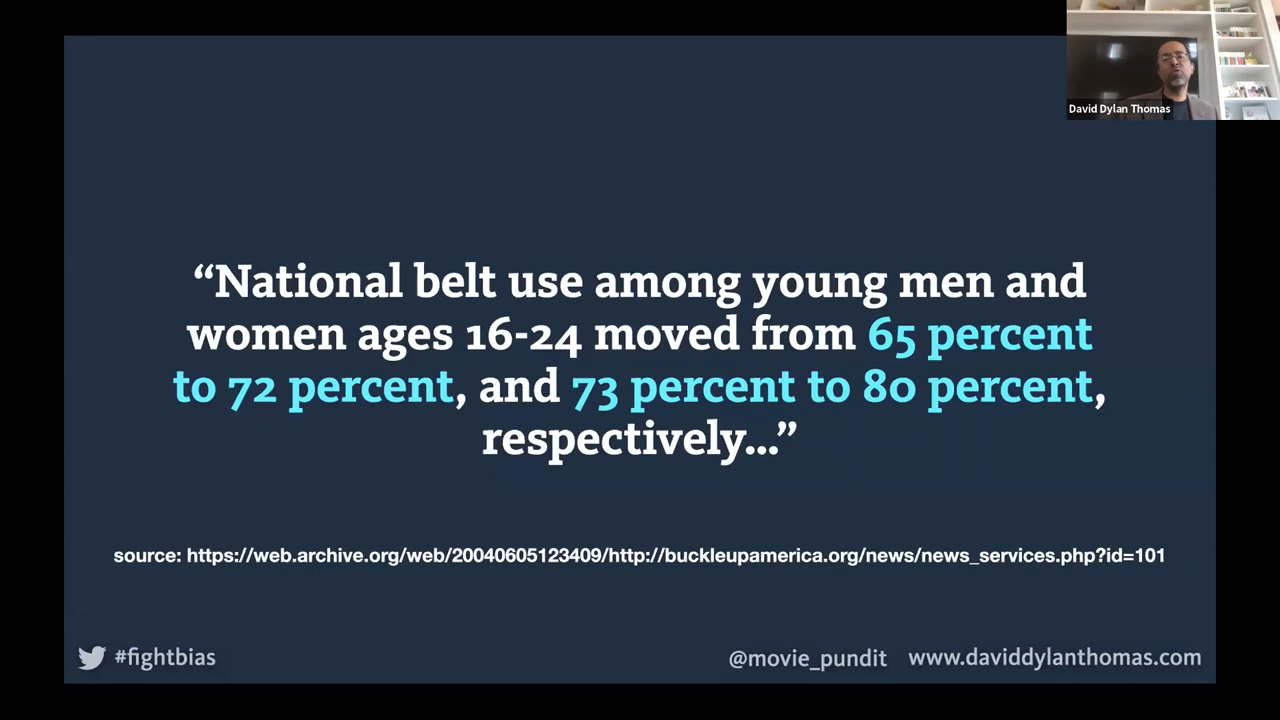 David Dylan Thomas
“National belt use among young men and
women ages 16-24 moved from 65 percent
to 72 percent, and 73 percent to 80 percent,
respectively...”
source: https://web.archive.org/web/20040605123409/http://buckleupamerica.org/news/news_services.php?id=101
#fightbias
@movie_pundit www.daviddylanthomas.com